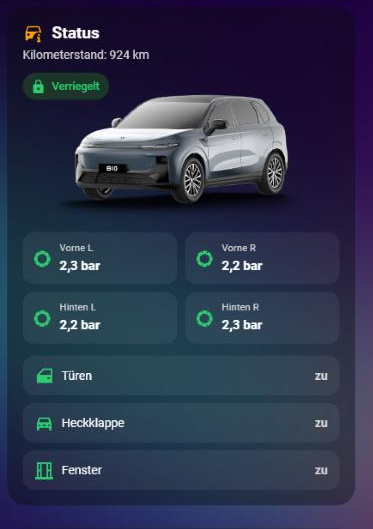 Status
Kilometerstand: 924 km
Verriegelt
B10
Vorne L
2,3 bar
Vorne R
2,2 bar
Hinten L
2,2 bar
Hinten R
2,3 bar
Türen zu
Heckklappe zu
Fenster zu